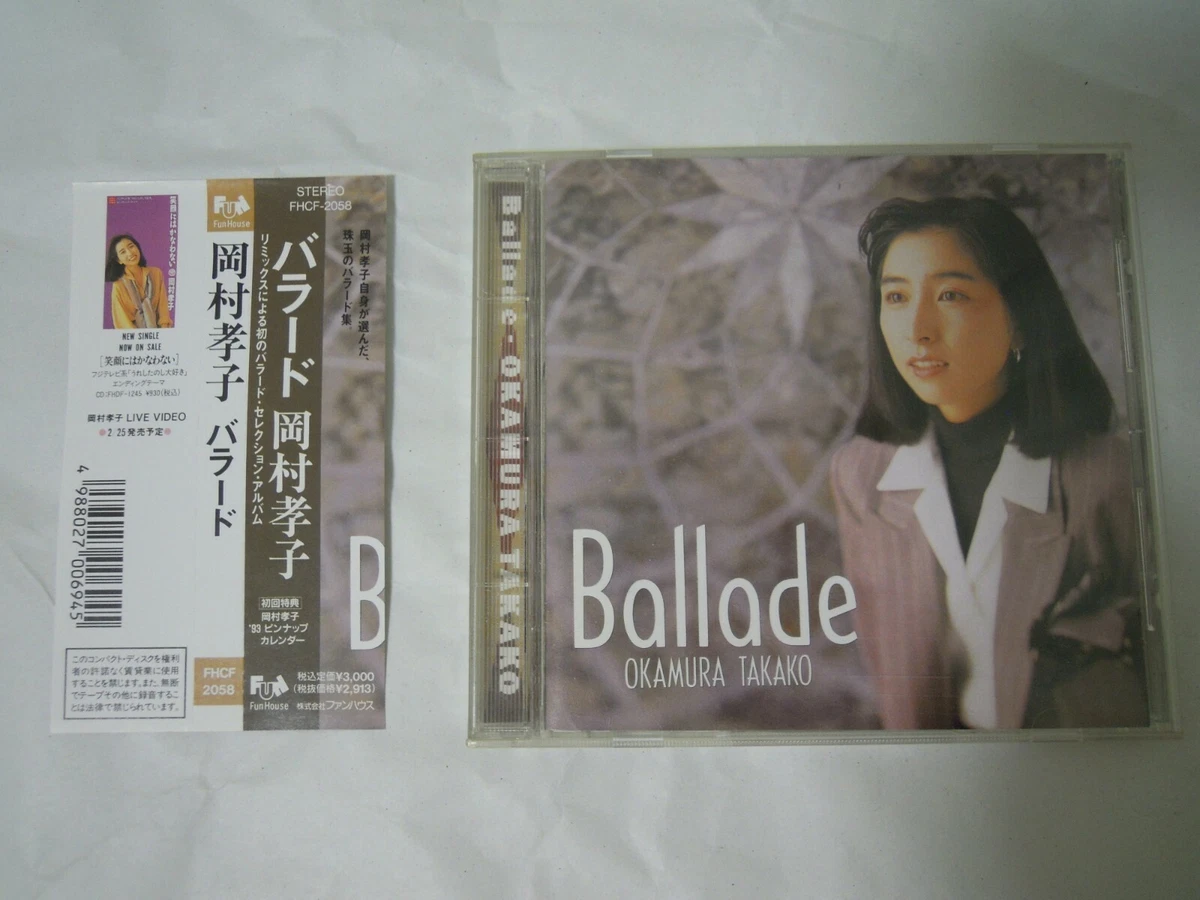 笑顔にはかなわない 岡村孝子
NEW SINGLE
NOW ON SALE
[笑顔にはかなわない]
フジテレビ系「うれしたのし大好き」
エンディングテーマ
CD:FHDF-1245 ¥930(税込)
岡村孝子 LIVE VIDEO
●2.25発売予定●
4988027006945
このコンパクト・ディスクを権利
者の許諾なく賃貸業に使用
することを禁じます。また、無断
でテープその他に録音するこ
とは法律で禁じられています。
FUN
Fun House
岡村孝子 バラード
FHCF
2058
STEREO
FHCF-2058
岡村孝子自身が選んだ、
珠玉のバラード集。
バラード 岡村孝子
リミックスによる初のバラード・セレクション・アルバム
初回特典
岡村孝子
'93 ピンナップ
カレンダー
FUN
Fun House
税込定価¥3,000
(税抜価格¥2,913)
株式会社ファンハウス
B
Ballade・OKAMURA TAKAKO
Ballade
OKAMURA TAKAKO